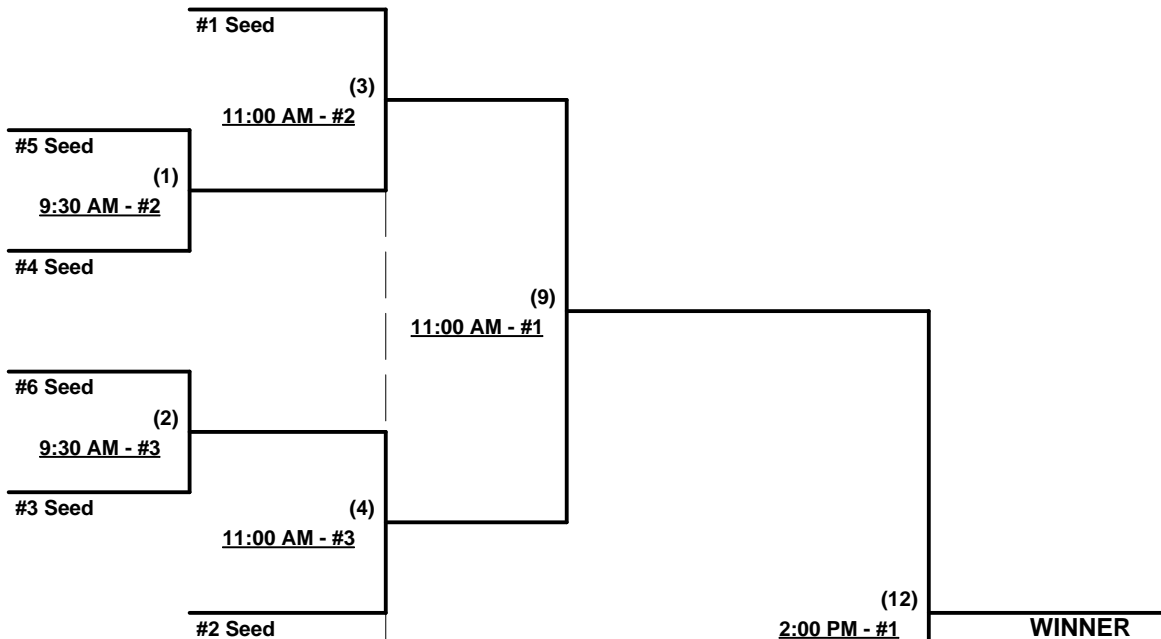 #1 Seed
(3)
11:00 AM - #2
#5 Seed
(1)
9:30 AM - #2
#4 Seed
(9)
11:00 AM - #1
#6 Seed
(2)
9:30 AM - #3
#3 Seed
(4)
11:00 AM - #3
(12)
#2 Seed
2:00 PM - #1
WINNER